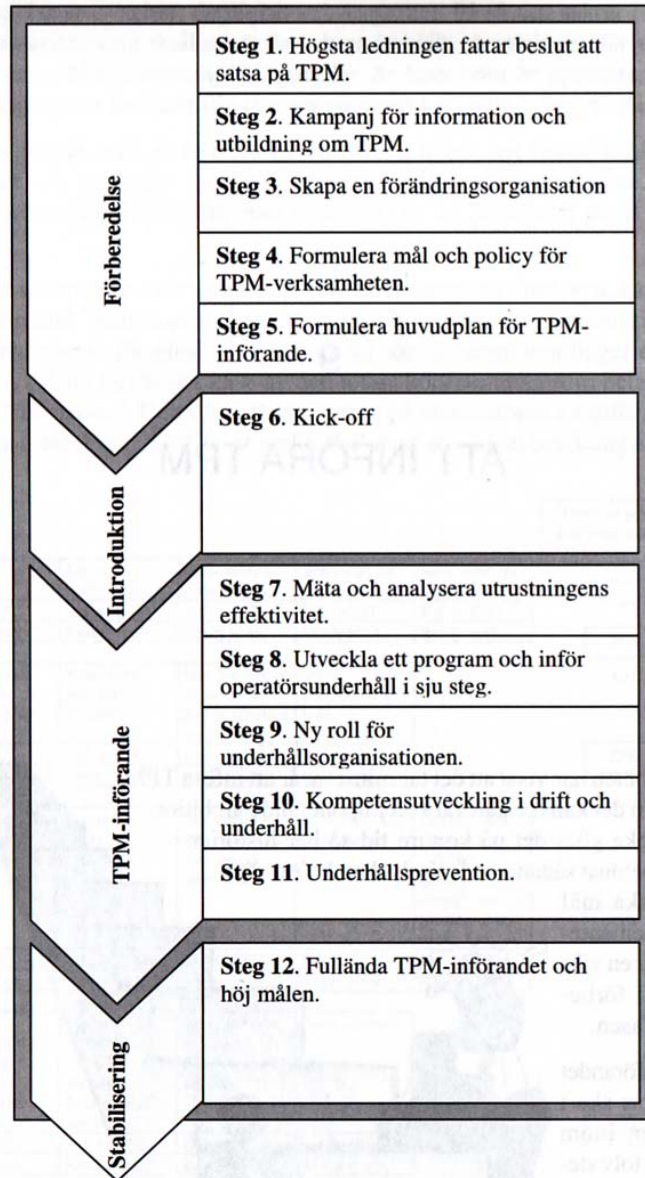 Förberedelse
Steg 1. Högsta ledningen fattar beslut att
satsa på TPM.
Steg 2. Kampanj för information och
utbildning om TPM.
Steg 3. Skapa en förändringsorganisation
Steg 4. Formulera mål och policy för
TPM-verksamheten.
Steg 5. Formulera huvudplan för TPM-
införande.
Introduktion
Steg 6. Kick-off
ATT INFÖRA TPM
TPM-införande
Steg 7. Mäta och analysera utrustningens
effektivitet.
Steg 8. Utveckla ett program och inför
operatörsunderhåll i sju steg.
Steg 9. Ny roll för
underhållsorganisationen.
Steg 10. Kompetensutveckling i drift och
underhåll.
Steg 11. Underhållsprevention.
Stabilisering
Steg 12. Fullända TPM-införandet och
höj målen.